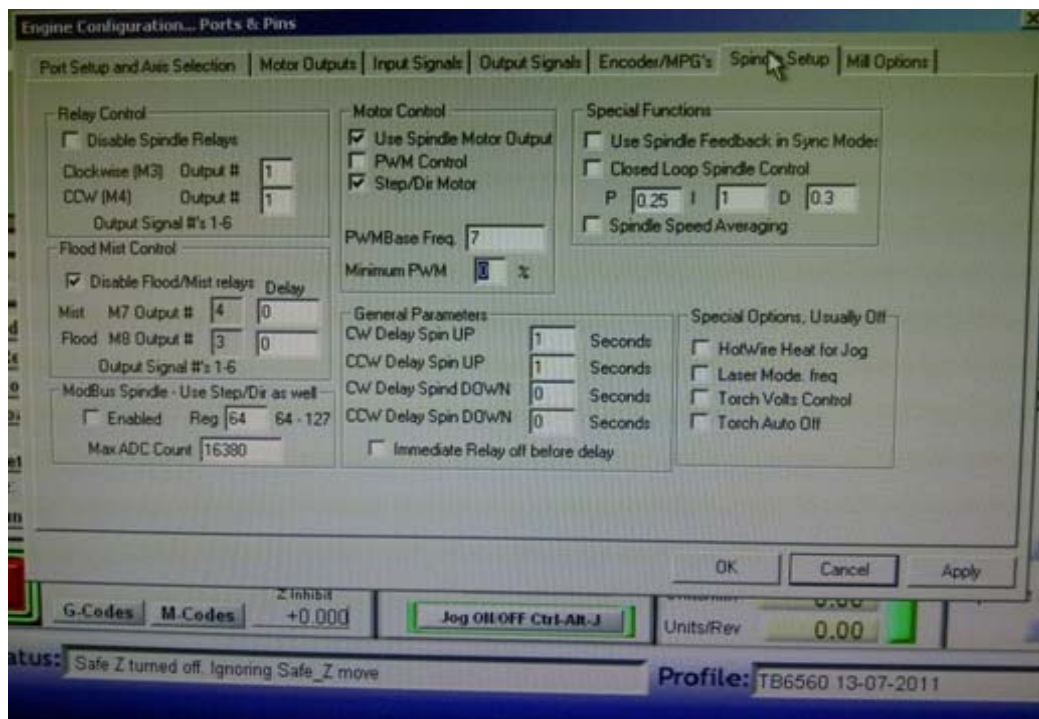 Engine Configuration... Ports & Pins
Port Setup and Axis Selection
Motor Outputs
Input Signals
Output Signals
Encoder/MPG's
Setup
Mill Options
Relay Control
Disable Spindle Relays
Clockwise (M3) Output # 1
CCW (M4) Output # 1
Output Signal #'s 1-6
Flood Mist Control
Disable Flood/Mist relays
Delay
Mist M7 Output # 4 0
Flood M8 Output # 3 0
Output Signal #'s 1-6
ModBus Spindle - Use Step/Dir as well
Enabled Reg 64 64 - 127
Max ADC Count 16380
Motor Control
Use Spindle Motor Output
PWM Control
Step/Dir Motor
PWMBase Freq. 7
Minimum PWM 0 %
General Parameters
CW Delay Spin UP 1 Seconds
CCW Delay Spin UP 1 Seconds
CW Delay Spind DOWN 0 Seconds
CCW Delay Spin DOWN 0 Seconds
Immediate Relay off before delay
Special Functions
Use Spindle Feedback in Sync Modes
Closed Loop Spindle Control
P 0.25 I 1 D 0.3
Spindle Speed Averaging
Special Options, Usually Off
HotWire Heat for Jog
Laser Mode. freq
Torch Volts Control
Torch Auto Off
OK
Cancel
Apply
G-Codes
M-Codes
Z Inhibit
+0.000
Jog ON/OFF Ctrl-Alt-J
Units/Rev 0.00
Safe Z turned off. Ignoring Safe_Z move
Profile: TB6560 13-07-2011